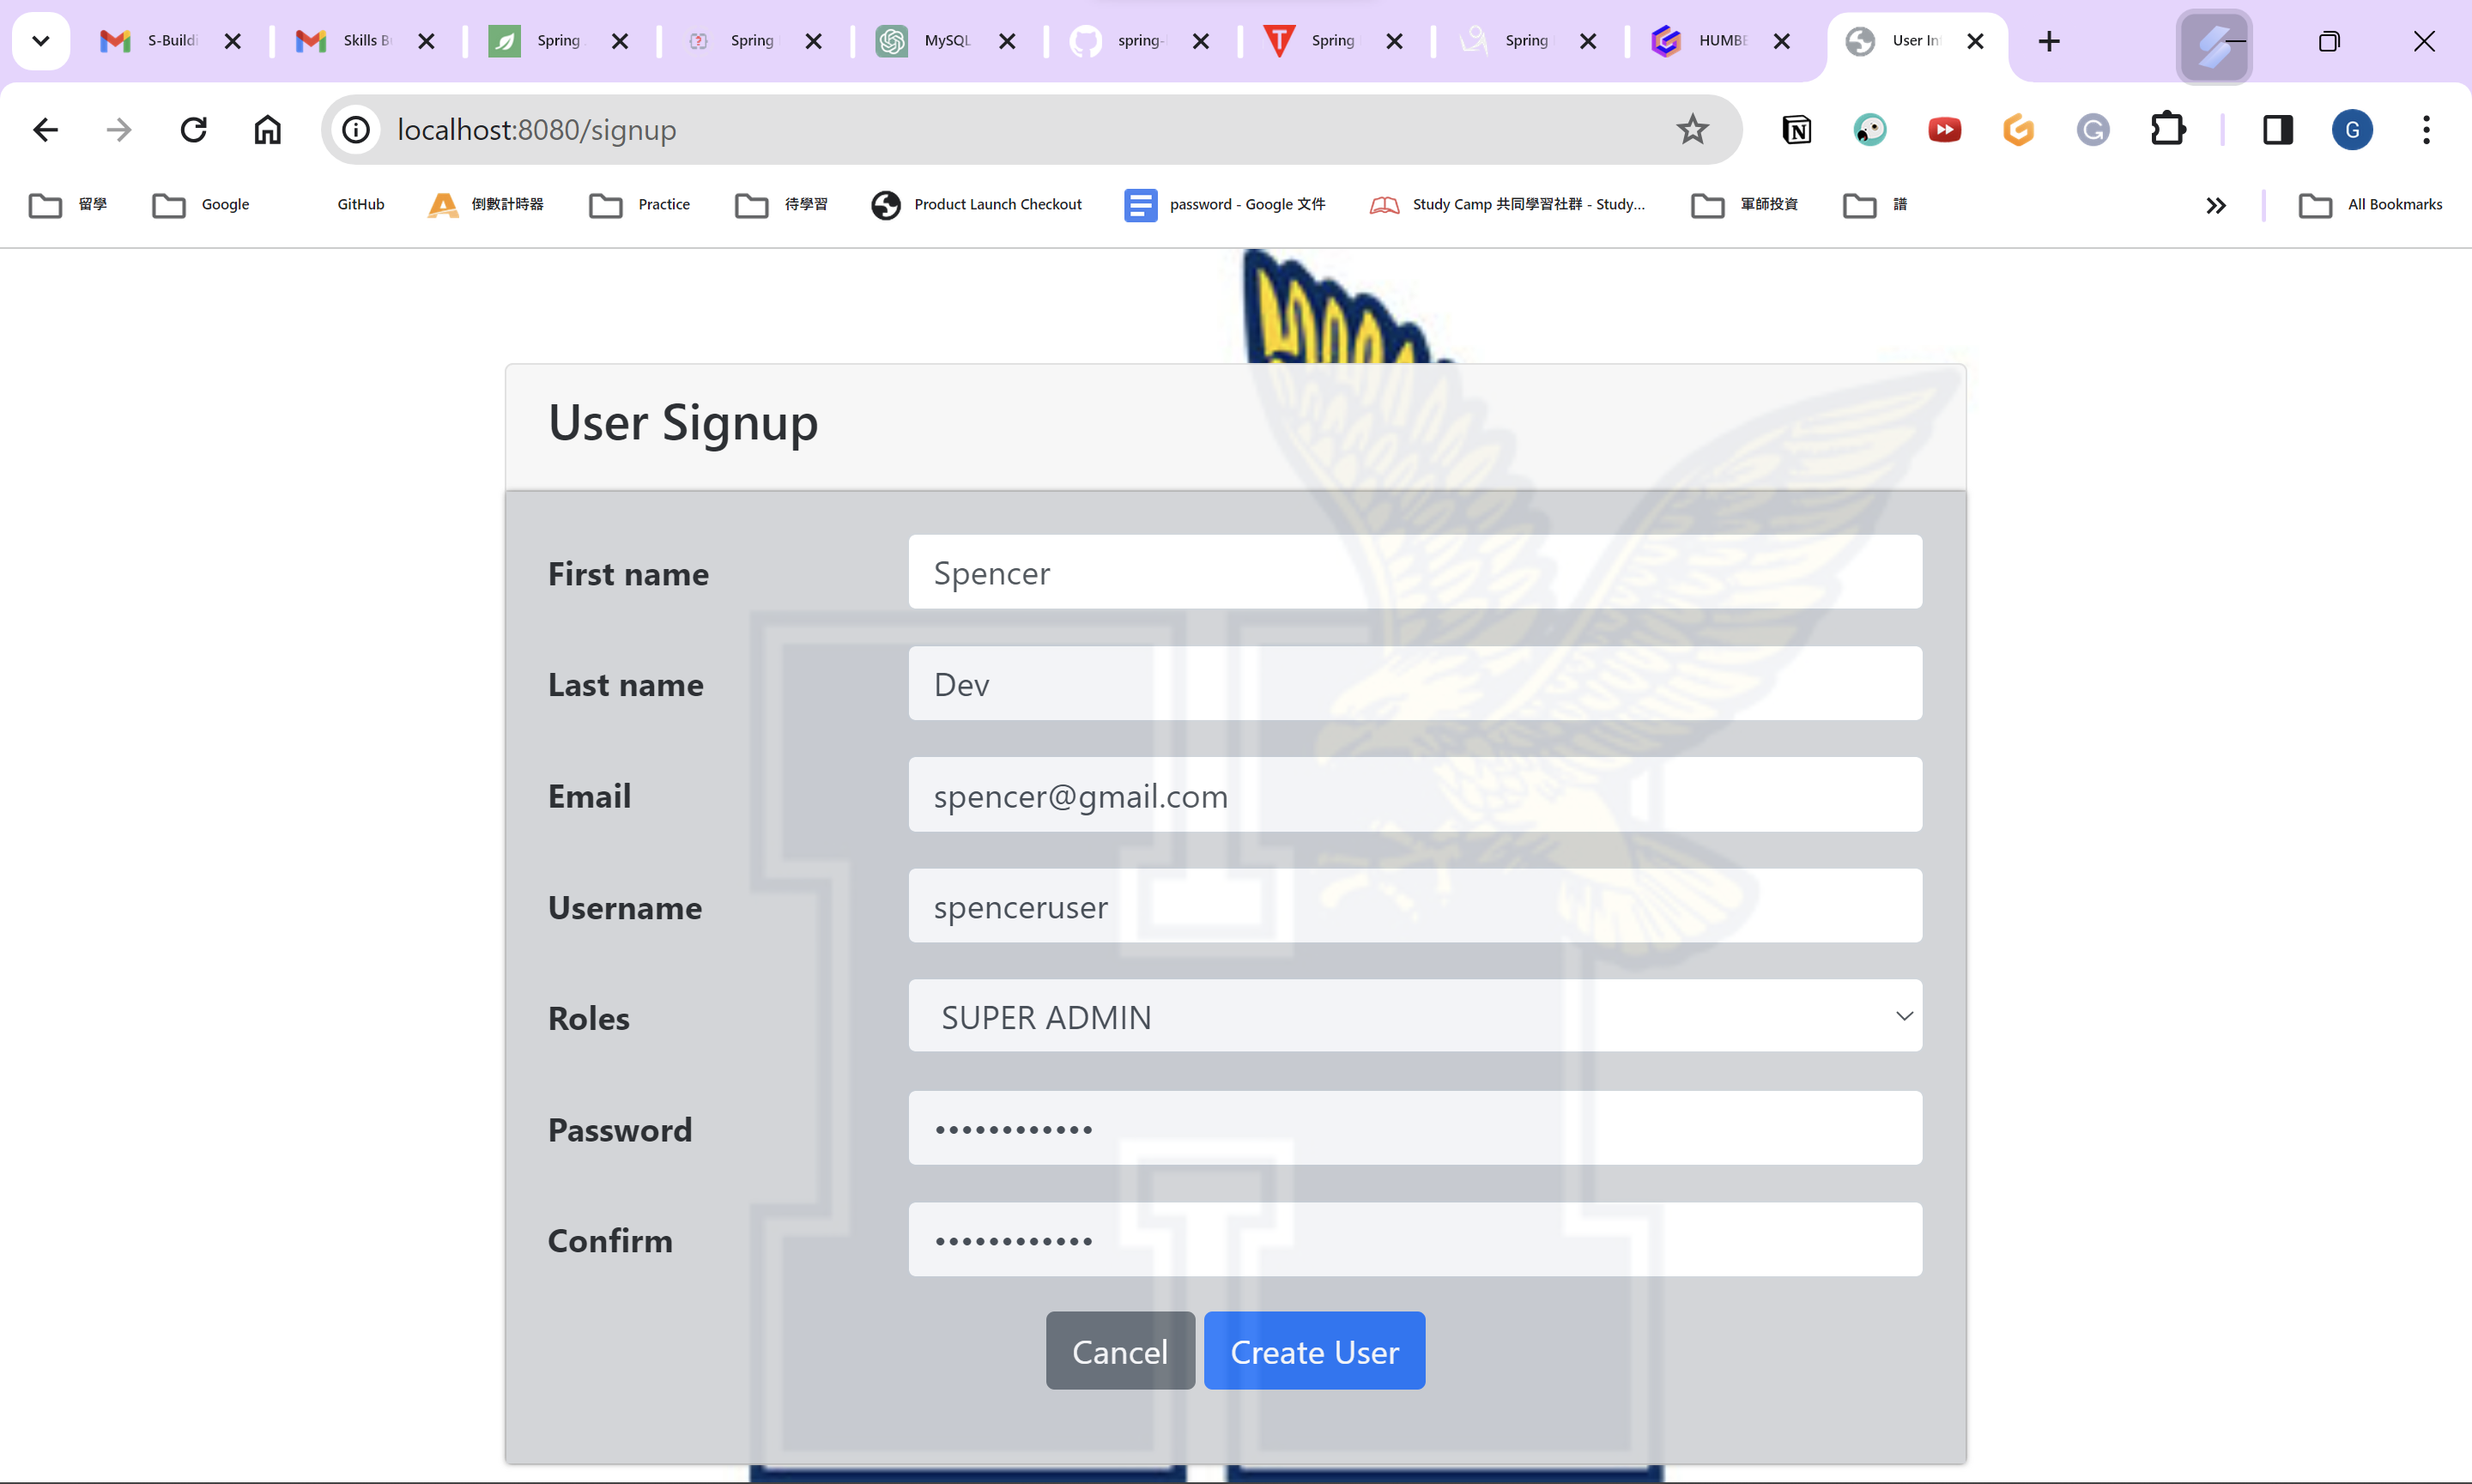 S-Buildi
Skills B
Spring
Spring
MySQL
spring-
Spring
Spring
HUMBE
User In
localhost:8080/signup
G
留學
Google
GitHub
倒數計時器
Practice
待學習
Product Launch Checkout
password - Google 文件
Study Camp 共同學習社群 - Study...
軍師投資
譜
All Bookmarks
User Signup
First name
Spencer
Last name
Dev
Email
spencer@gmail.com
Username
spenceruser
Roles
SUPER ADMIN
Password
••••••••••••
Confirm
••••••••••••
Cancel
Create User